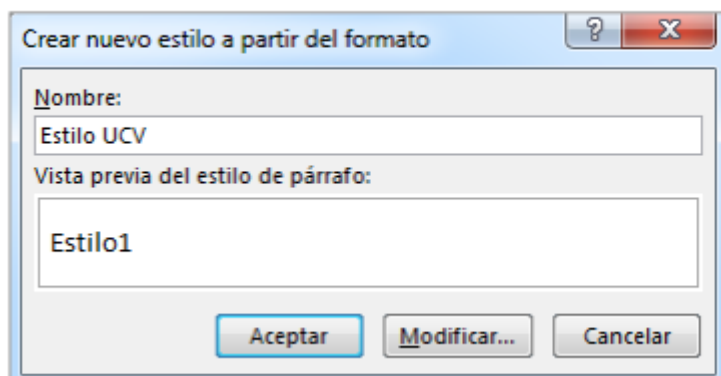 Crear nuevo estilo a partir del formato
Nombre:
Estilo UCV
Vista previa del estilo de párrafo:
Estilo1
Aceptar Modificar... Cancelar